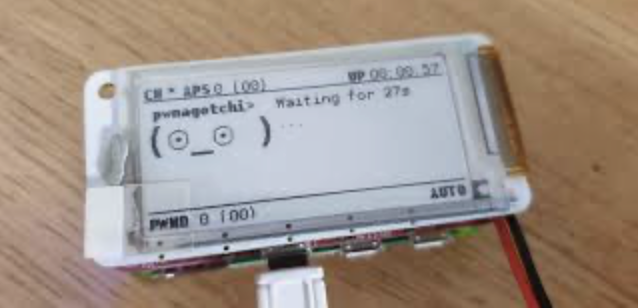 CH * APS 0 (00) UP 00:00:57
pwnagotchi> Waiting for 27s
(⊙_⊙ ) ...
PWND 0 (00) AUTO